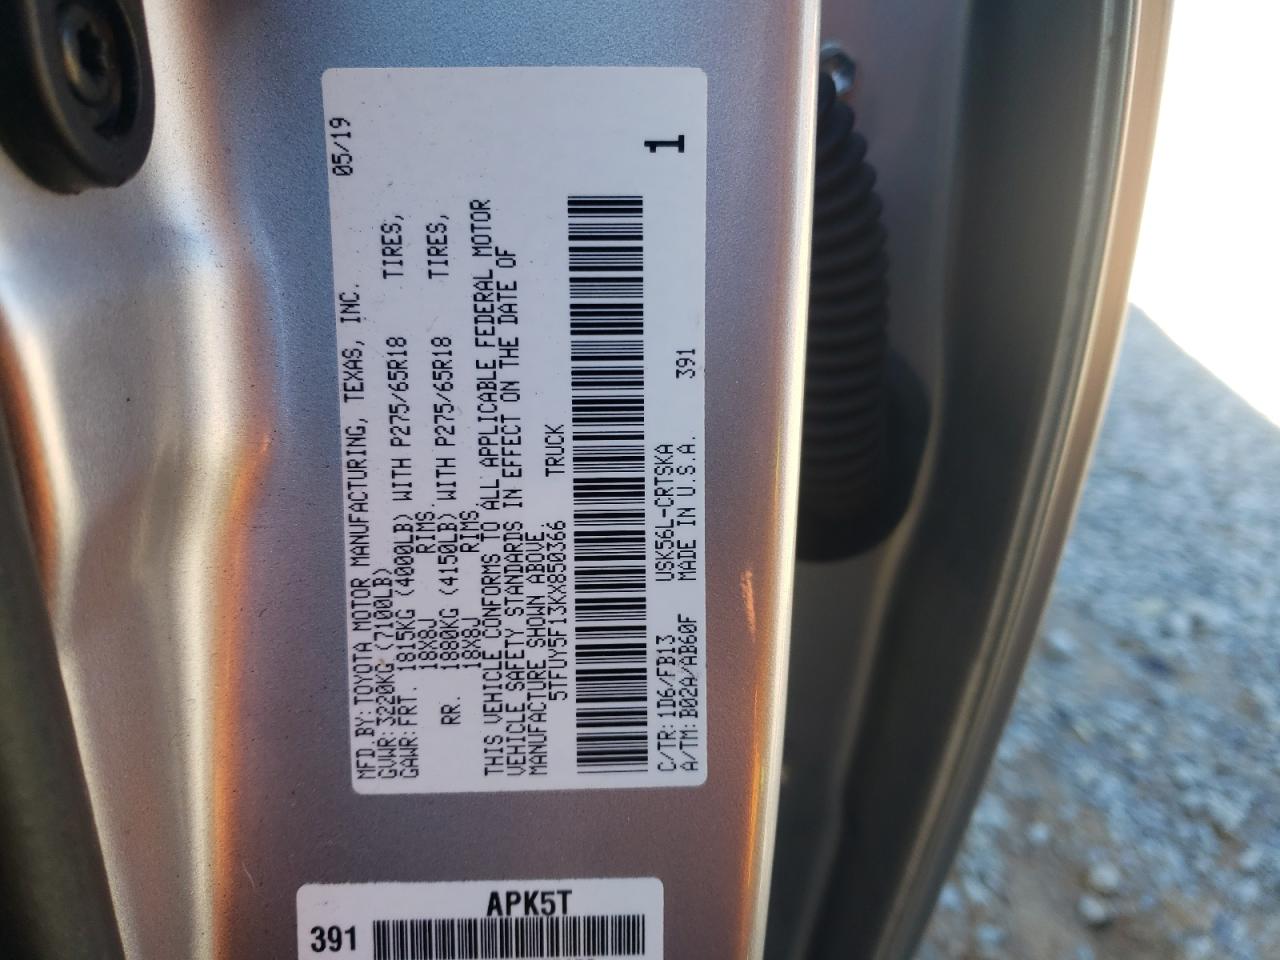 MFD.BY:TOYOTA MOTOR MANUFACTURING, TEXAS, INC. 05/19
GVWR:3220KG (7100LB)
GAWR:FRT. 1815KG (4000LB) WITH P275/65R18 TIRES,
18X8J RIMS.
RR. 1880KG (4150LB) WITH P275/65R18 TIRES,
18X8J RIMS.
THIS VEHICLE CONFORMS TO ALL APPLICABLE FEDERAL MOTOR
VEHICLE SAFETY STANDARDS IN EFFECT ON THE DATE OF
MANUFACTURE SHOWN ABOVE.
5TFUY5F13KX850366 TRUCK
1
C/TR:1D6/FB13 USK56L-CRTSKA
A/TM:B02A/AB60F MADE IN U.S.A. 391
APK5T
391